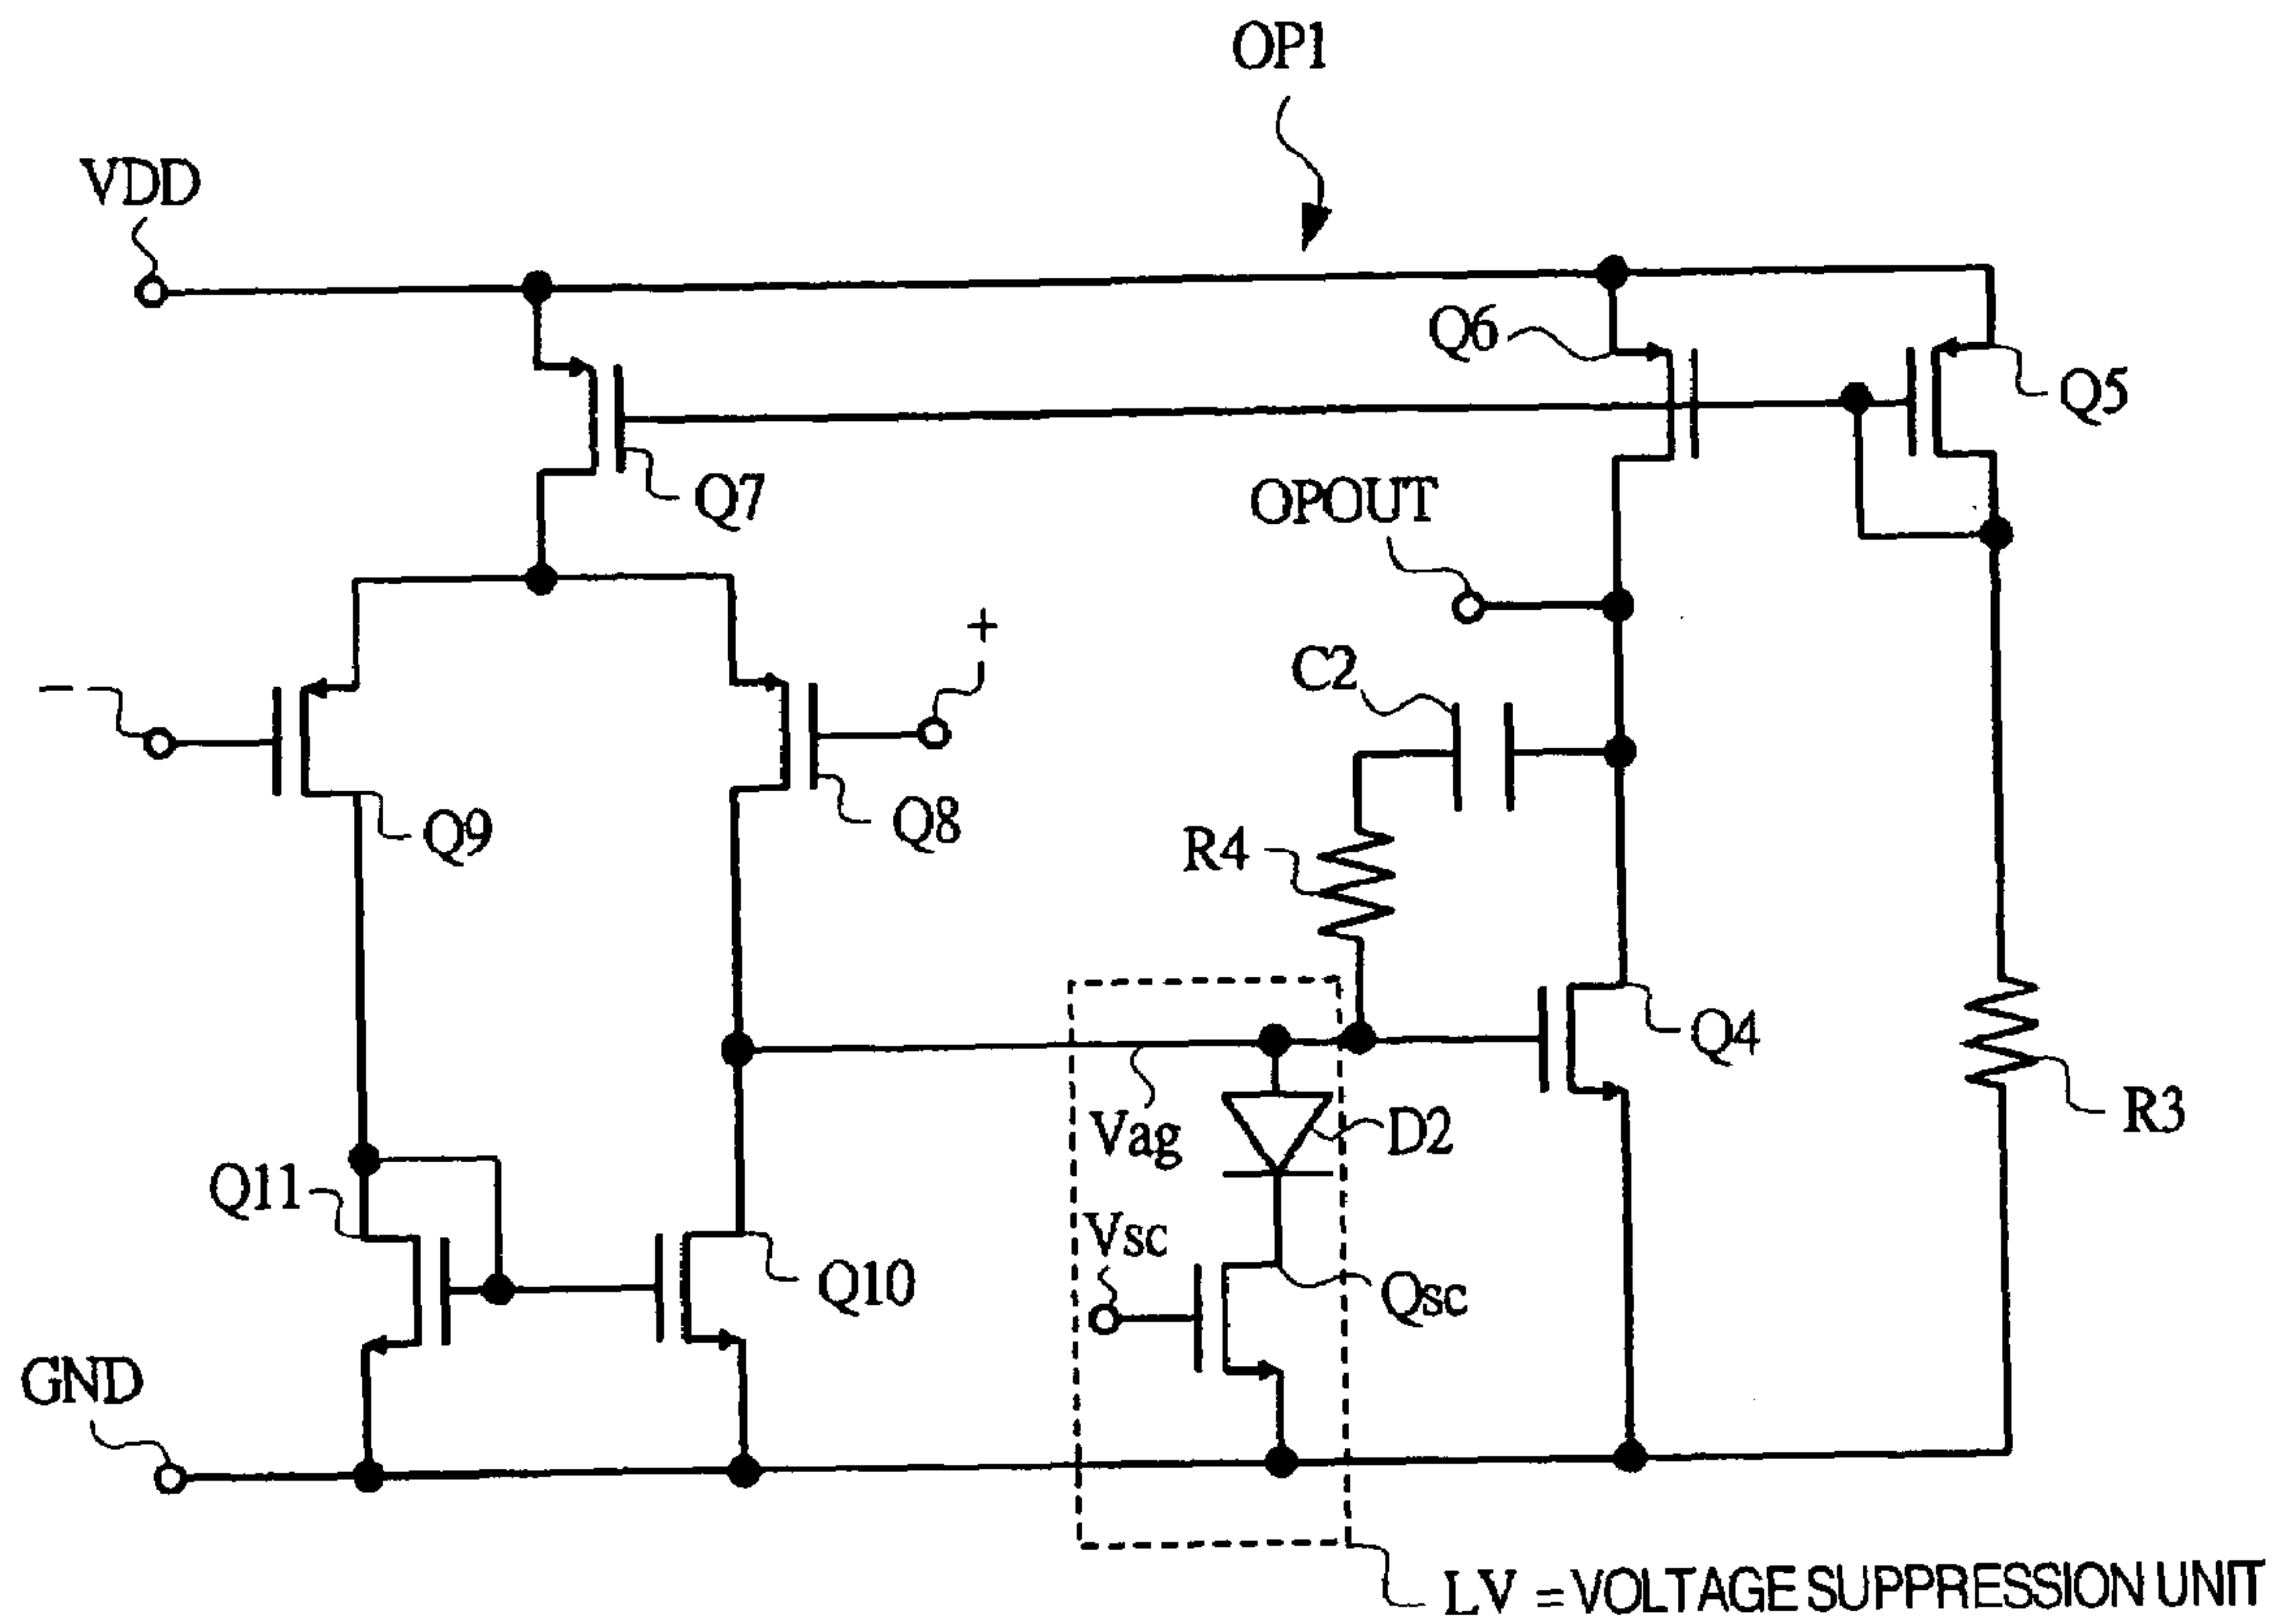 OP1
VDD
Q6
Q5
Q7
OPOUT
+
C2
−
Q9
Q8
R4
Q4
R3
Vag
D2
Q11
Vsc
Q10
Qsc
GND
LV = VOLTAGE SUPPRESSION UNIT